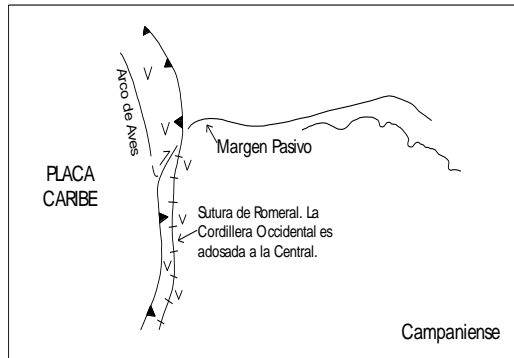 Arco de Aves
PLACA
CARIBE
Margen Pasivo
Sutura de Romeral. La
Cordillera Occidental es
adosada a la Central.
Campaniense